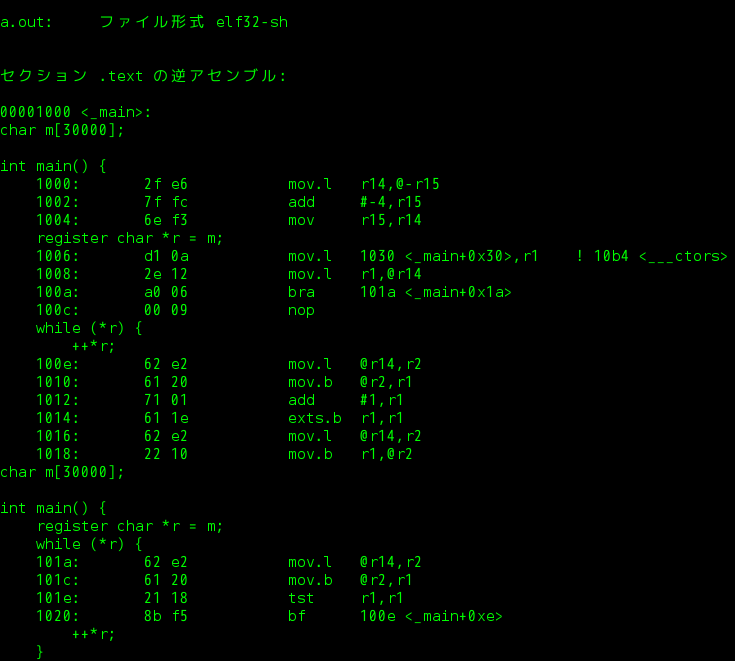 a.out:     ファイル形式 elf32-sh
セクション .text の逆アセンブル:
00001000 <_main>:
char m[30000];
int main() {
    1000:       2f e6           mov.l   r14,@-r15
    1002:       7f fc           add     #-4,r15
    1004:       6e f3           mov     r15,r14
    register char *r = m;
    1006:       d1 0a           mov.l   1030 <_main+0x30>,r1    ! 10b4 <___ctors>
    1008:       2e 12           mov.l   r1,@r14
    100a:       a0 06           bra     101a <_main+0x1a>
    100c:       00 09           nop
    while (*r) {
        ++*r;
    100e:       62 e2           mov.l   @r14,r2
    1010:       61 20           mov.b   @r2,r1
    1012:       71 01           add     #1,r1
    1014:       61 1e           exts.b  r1,r1
    1016:       62 e2           mov.l   @r14,r2
    1018:       22 10           mov.b   r1,@r2
char m[30000];
int main() {
    register char *r = m;
    while (*r) {
    101a:       62 e2           mov.l   @r14,r2
    101c:       61 20           mov.b   @r2,r1
    101e:       21 18           tst     r1,r1
    1020:       8b f5           bf      100e <_main+0xe>
        ++*r;
    }